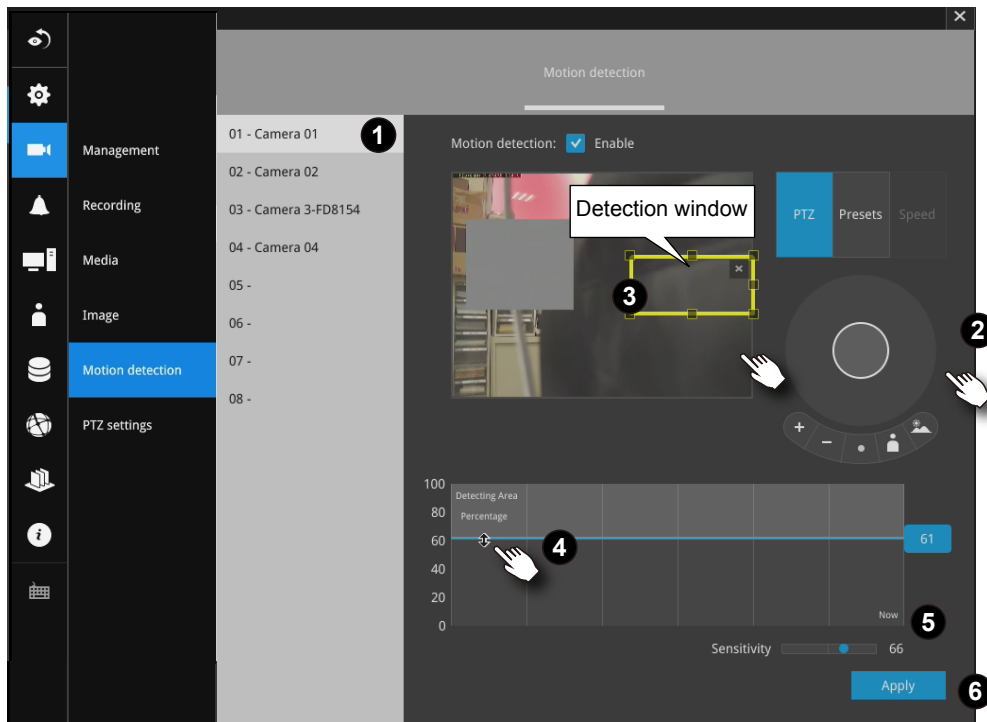 Motion detection
01 - Camera 01
1
02 - Camera 02
03 - Camera 3-FD8154
04 - Camera 04
05 -
06 -
07 -
08 -
Management
Recording
Media
Image
Motion detection
PTZ settings
Motion detection: Enable
Detection window
3
PTZ Presets Speed
2
100
80
60
40
20
0
Detecting Area
Percentage
4
61
Now
5
Sensitivity 66
Apply
6